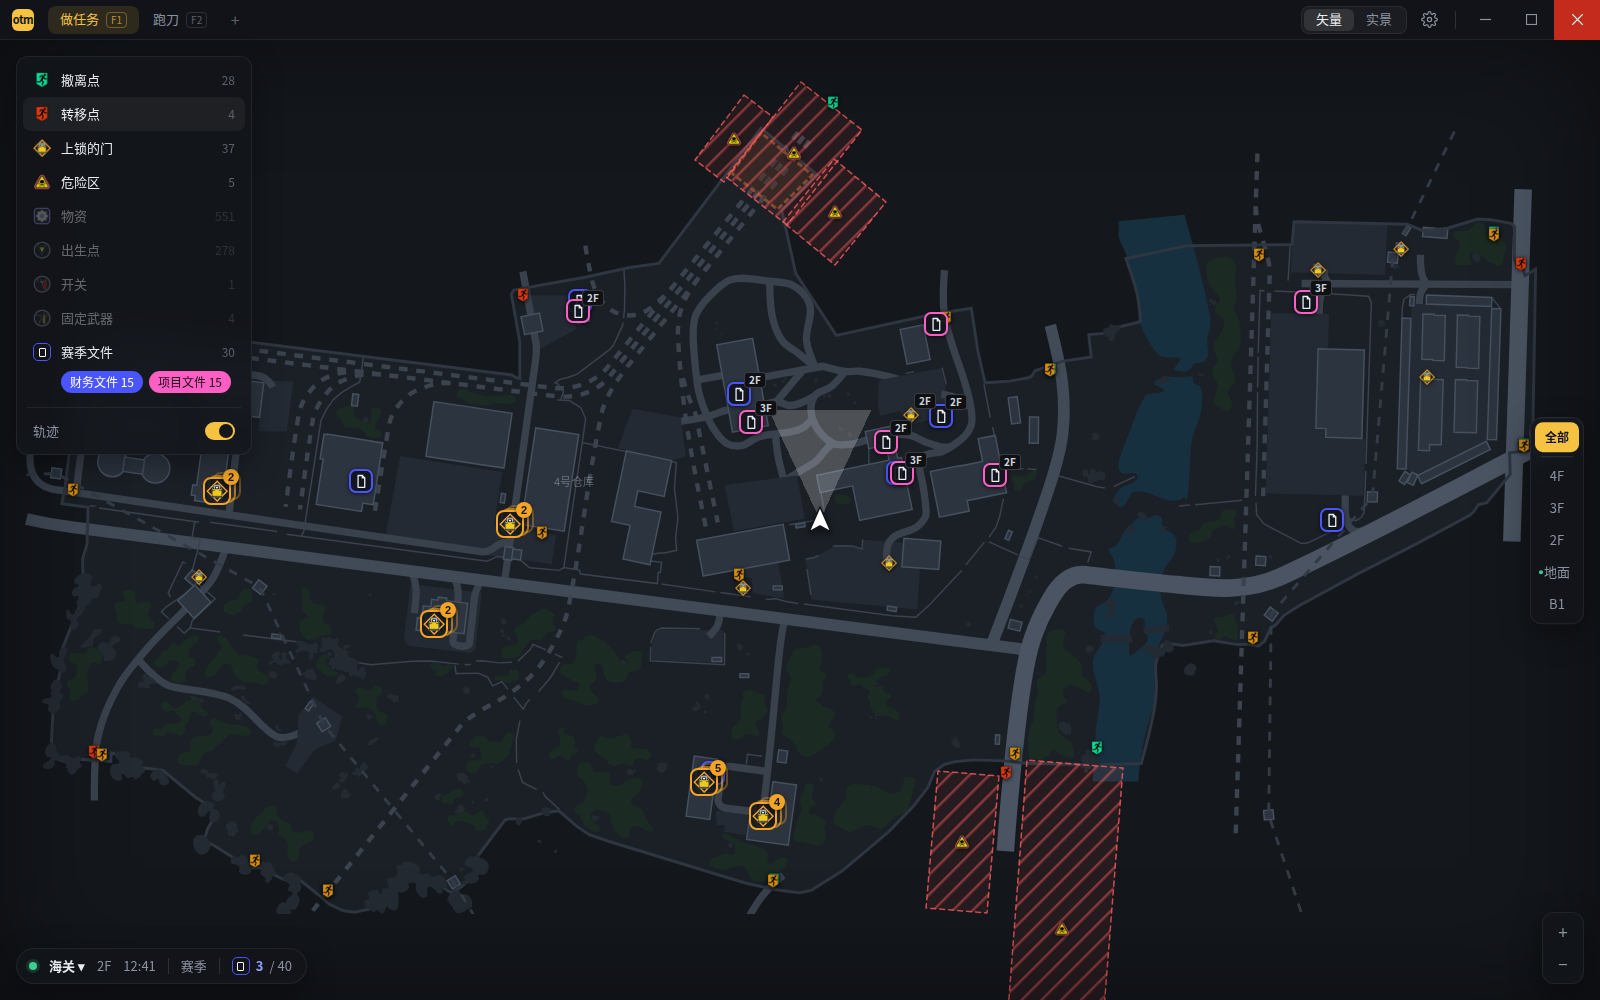 otm 做任务 F1 跑刀 F2 + 矢量 实景
撤离点 28
转移点 4
上锁的门 37
危险区 5
物资 551
出生点 278
开关 1
固定武器 4
赛季文件 30
财务文件 15 项目文件 15
轨迹
2F
3F
2F
3F
2F
2F
2F
3F
2F
4号仓库
2
2
2
5
4
全部
4F
3F
2F
地面
B1
海关 ▾ 2F 12:41 赛季 3 / 40
+
−